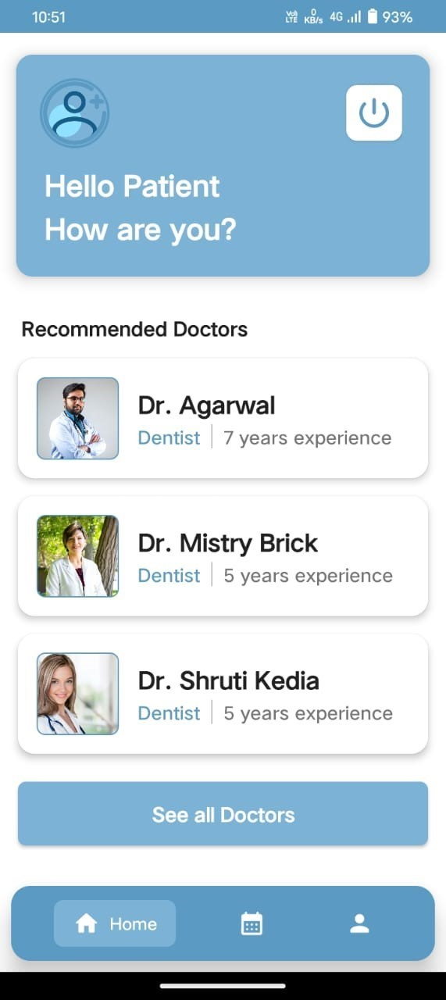 10:51 Vo) LTE 0 KB/s 4G 93%
Hello Patient
How are you?
Recommended Doctors
Dr. Agarwal
Dentist | 7 years experience
Dr. Mistry Brick
Dentist | 5 years experience
Dr. Shruti Kedia
Dentist | 5 years experience
See all Doctors
Home